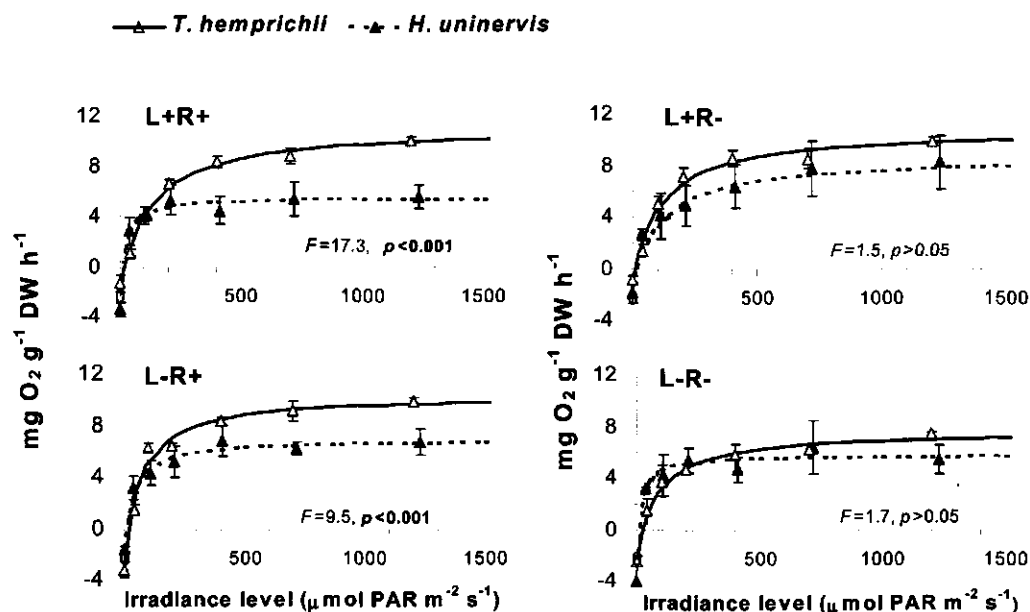 T. hemprichii H. uninervis
L+R+
12
8
4
0
-4
500 1000 1500
F=17.3, p<0.001
L+R-
12
8
4
0
-4
500 1000 1500
F=1.5, p>0.05
mg O₂ g⁻¹ DW h⁻¹
mg O₂ g⁻¹ DW h⁻¹
L-R+
12
8
4
0
-4
500 1000 1500
F=9.5, p<0.001
L-R-
12
8
4
0
-4
500 1000 1500
F=1.7, p>0.05
Irradiance level (μmol PAR m⁻² s⁻¹)
Irradiance level (μmol PAR m⁻² s⁻¹)